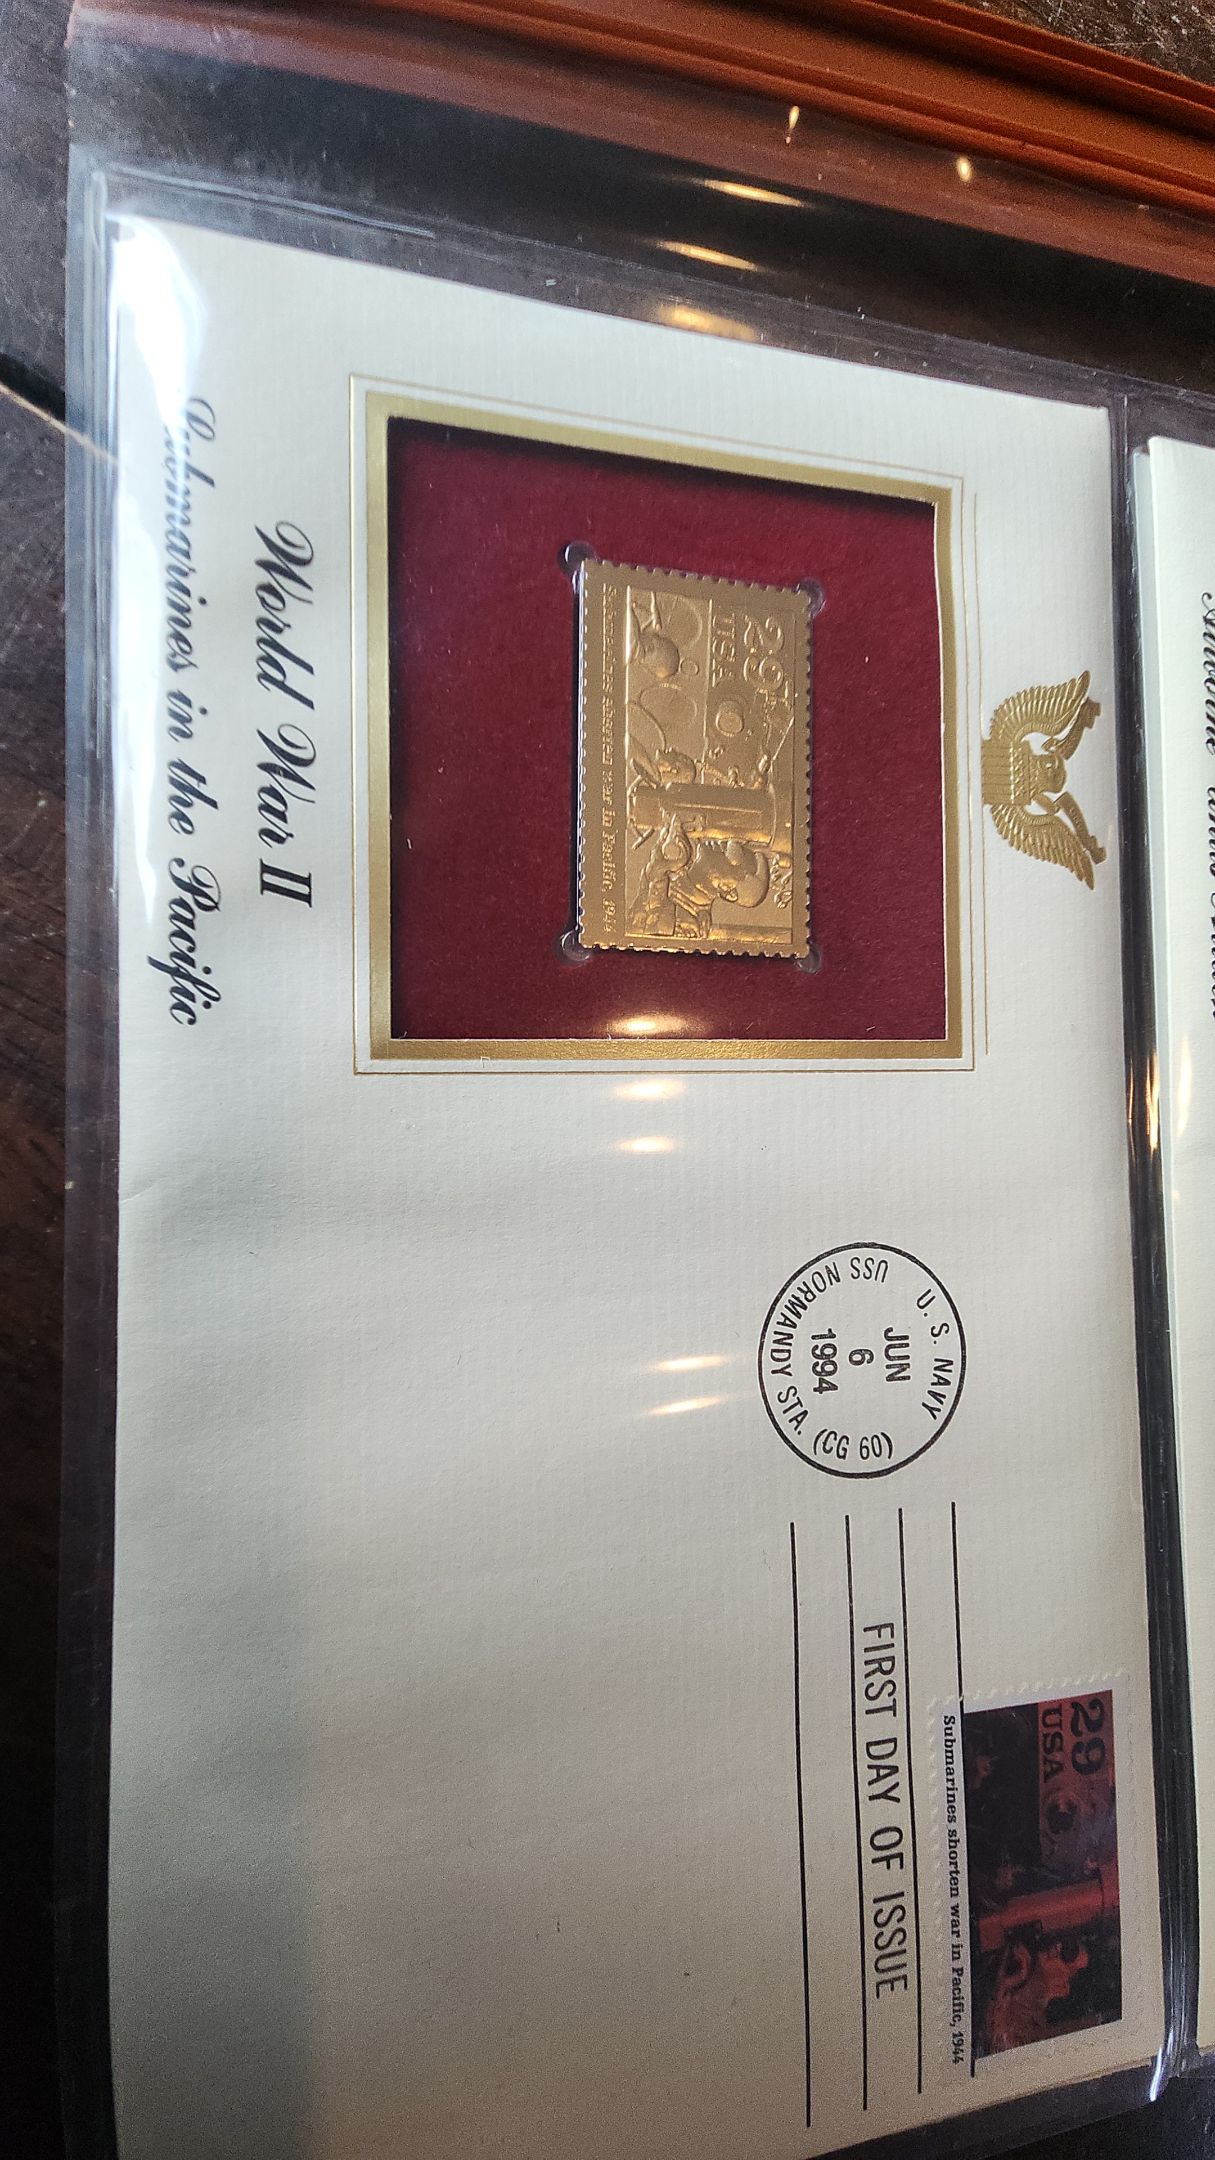 29
USA
Submarines shorten war in Pacific, 1944
World War II
Submarines in the Pacific
U. S. NAVY
JUN
6
1994
USS NORMANDY STA. (CG 60)
FIRST DAY OF ISSUE
29
USA
Submarines shorten war in Pacific, 1944